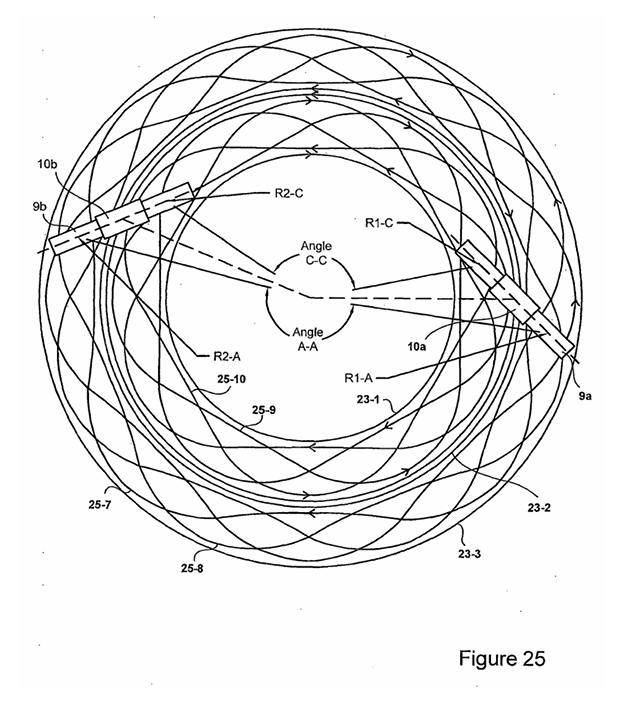 10b
9b
R2-C
R1-C
Angle
C-C
Angle
A-A
10a
R2-A
R1-A
9a
25-10
25-9
23-1
25-7
23-2
23-3
25-8
Figure 25